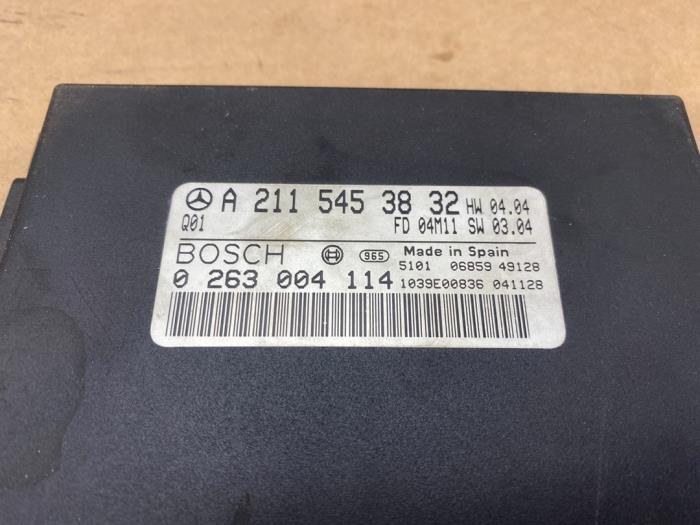 A 211 545 38 32 HW 04.04
Q01 FD 04M11 SW 03.04
BOSCH 965 Made in Spain
5101 06859 49128
0 263 004 114 1039E00836 041128